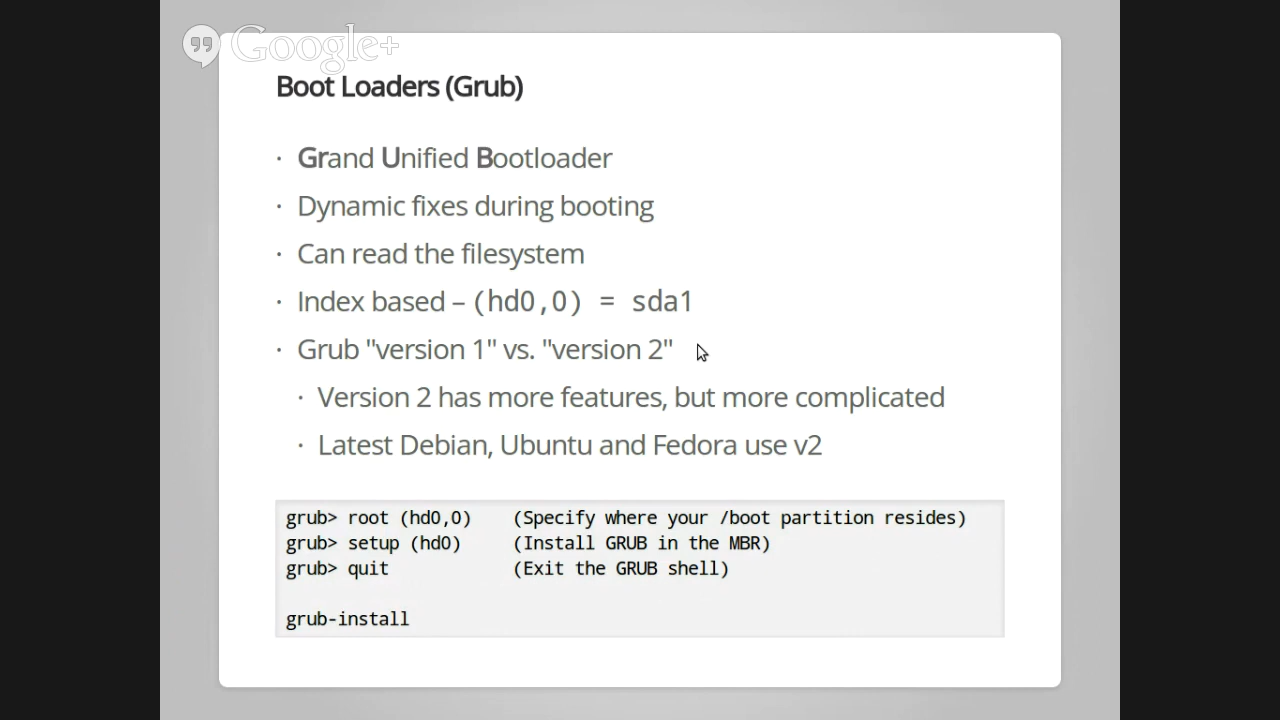 Google+
Boot Loaders (Grub)
· Grand Unified Bootloader
· Dynamic fixes during booting
· Can read the filesystem
· Index based – (hd0,0) = sda1
· Grub "version 1" vs. "version 2"
· Version 2 has more features, but more complicated
· Latest Debian, Ubuntu and Fedora use v2
grub> root (hd0,0) (Specify where your /boot partition resides)
grub> setup (hd0) (Install GRUB in the MBR)
grub> quit (Exit the GRUB shell)
grub-install